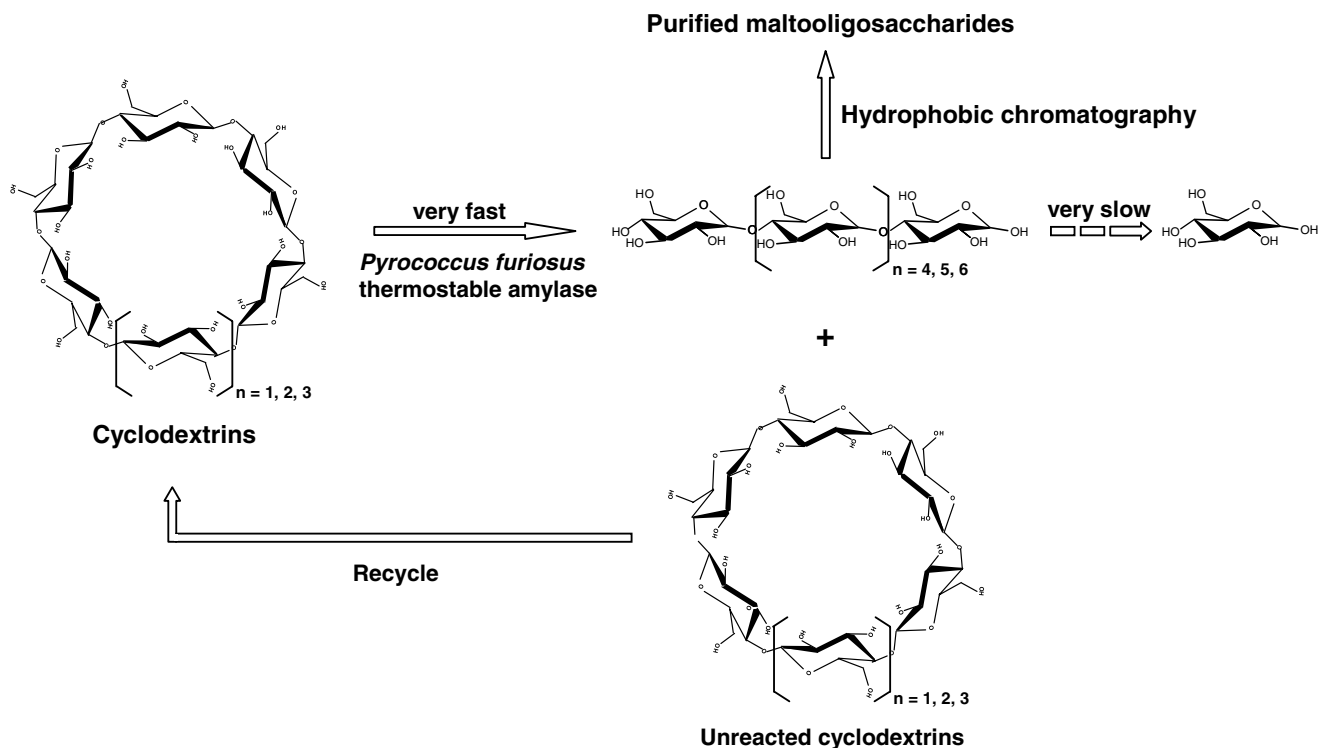 Purified maltooligosaccharides
Hydrophobic chromatography
very fast
Pyrococcus furiosus
thermostable amylase
very slow
n = 4, 5, 6
+
n = 1, 2, 3
Cyclodextrins
Recycle
n = 1, 2, 3
Unreacted cyclodextrins